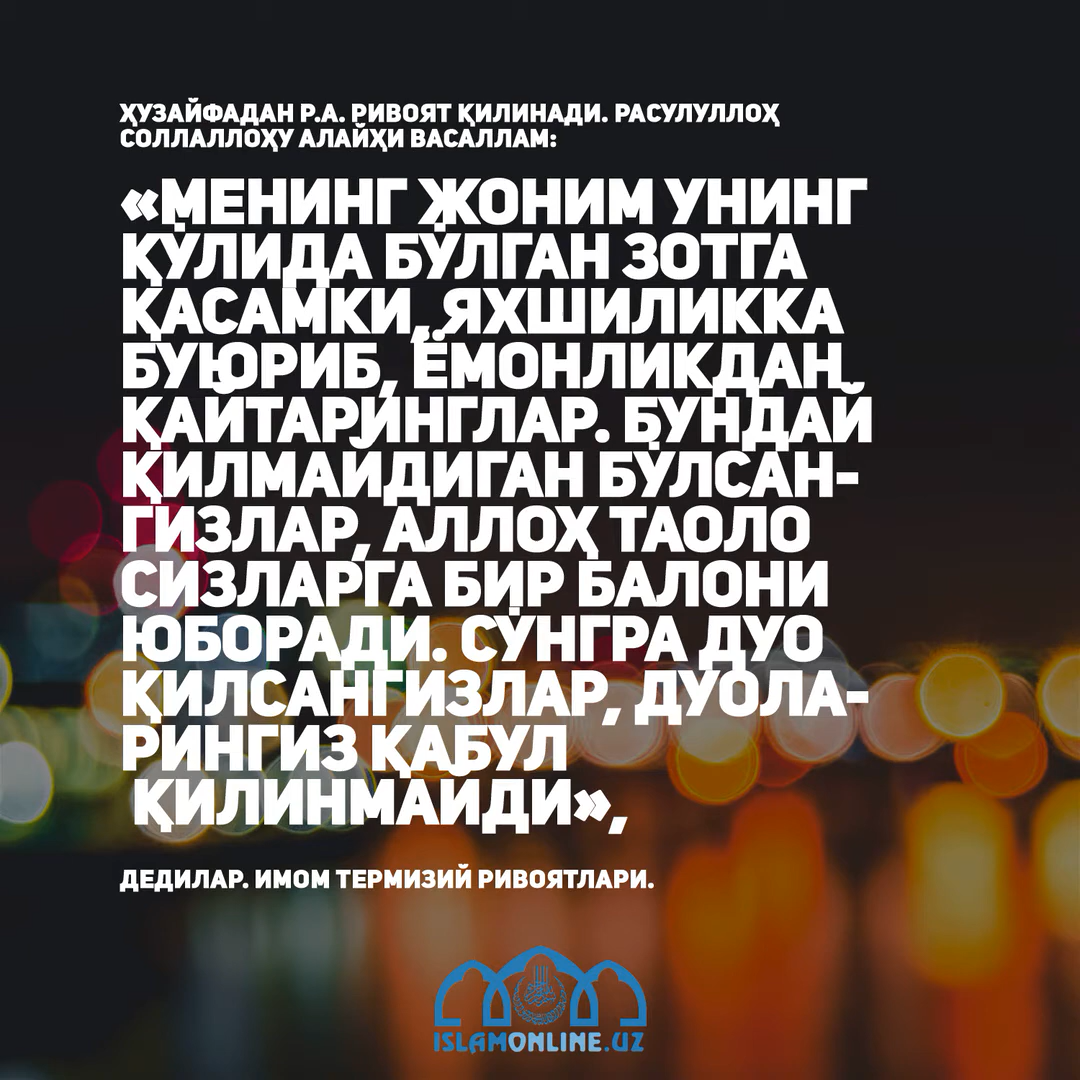 ҲУЗАЙФАДАН Р.А. РИВОЯТ ҚИЛИНАДИ. РАСУЛУЛЛОҲ
СОЛЛАЛЛОҲУ АЛАЙҲИ ВАСАЛЛАМ:
«МЕНИНГ ЖОНИМ УНИНГ
ҚЎЛИДА БЎЛГАН ЗОТГА
ҚАСАМКИ, ЯХШИЛИККА
БУЮРИБ, ЁМОНЛИКДАН
ҚАЙТАРИНГЛАР. БУНДАЙ
ҚИЛМАЙДИГАН БЎЛСАН-
ГИЗЛАР, АЛЛОҲ ТАОЛО
СИЗЛАРГА БИР БАЛОНИ
ЮБОРАДИ. СЎНГРА ДУО
ҚИЛСАНГИЗЛАР, ДУОЛА-
РИНГИЗ ҚАБУЛ
ҚИЛИНМАЙДИ»,
ДЕДИЛАР. ИМОМ ТЕРМИЗИЙ РИВОЯТЛАРИ.
ISLAMONLINE.UZ